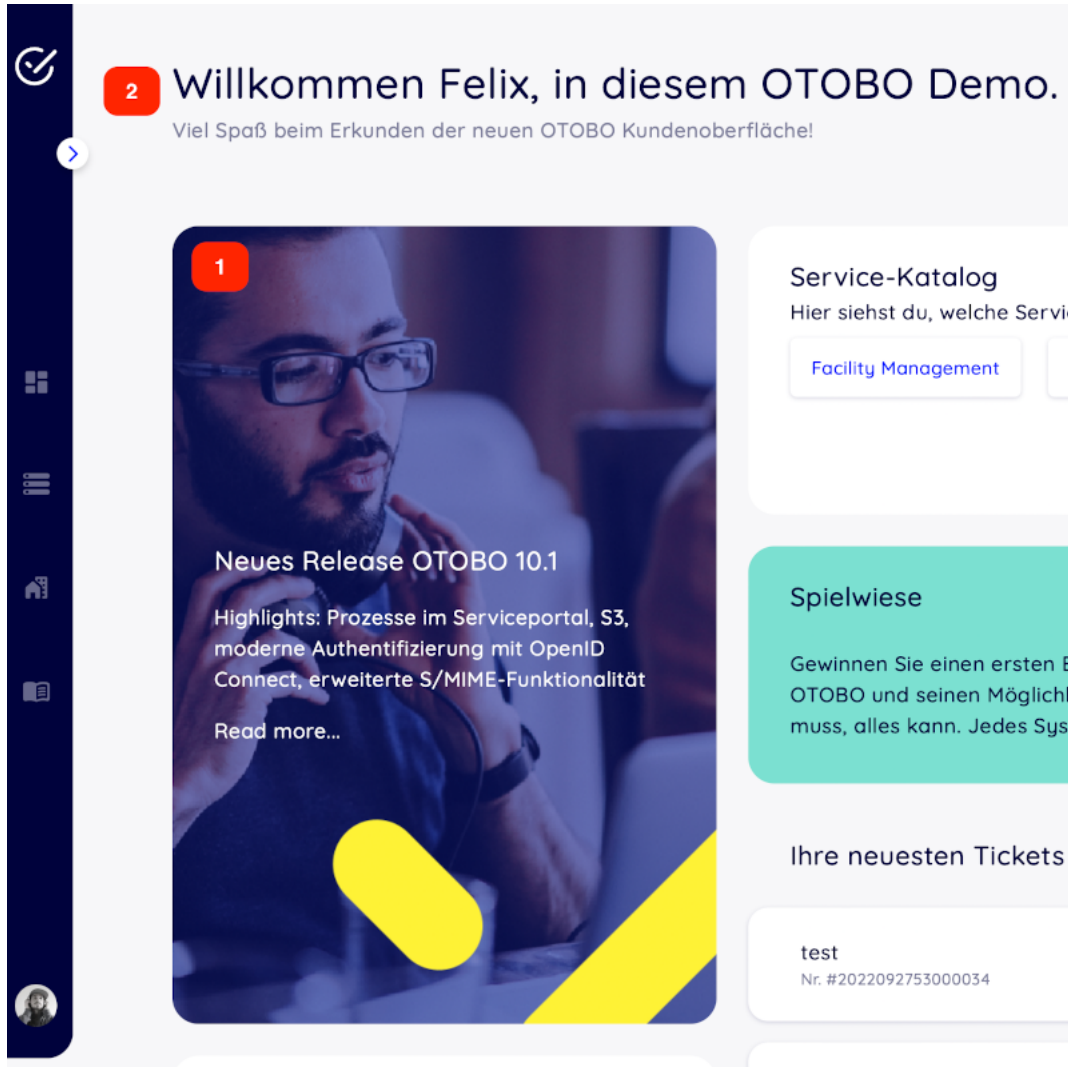 2
Willkommen Felix, in diesem OTOBO Demo.
Viel Spaß beim Erkunden der neuen OTOBO Kundenoberfläche!
1
Neues Release OTOBO 10.1
Highlights: Prozesse im Serviceportal, S3,
moderne Authentifizierung mit OpenID
Connect, erweiterte S/MIME-Funktionalität
Read more...
Service-Katalog
Hier siehst du, welche
Facility Management
Spielwiese
Gewinnen Sie einen ersten
OTOBO und seinen
muss, alles kann. Jedes
Ihre neuesten Tickets
test
Nr. #2022092753000034